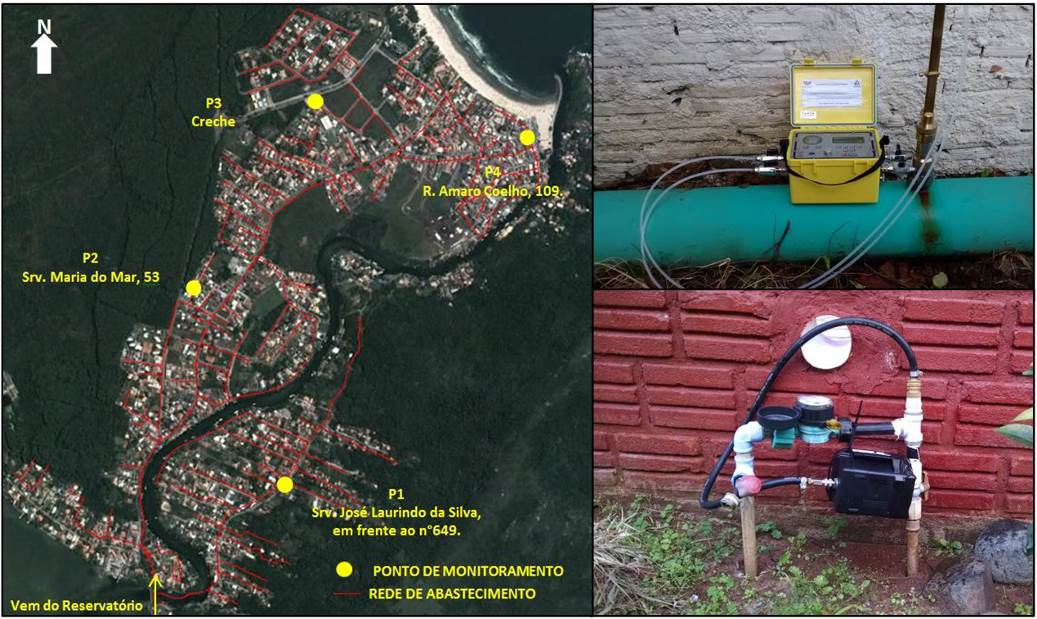 N
P3
Creche
P4
R. Amaro Coelho, 109.
P2
Srv. Maria do Mar, 53
P1
Srv. José Laurindo da Silva,
em frente ao n°649.
PONTO DE MONITORAMENTO
REDE DE ABASTECIMENTO
Vem do Reservatório